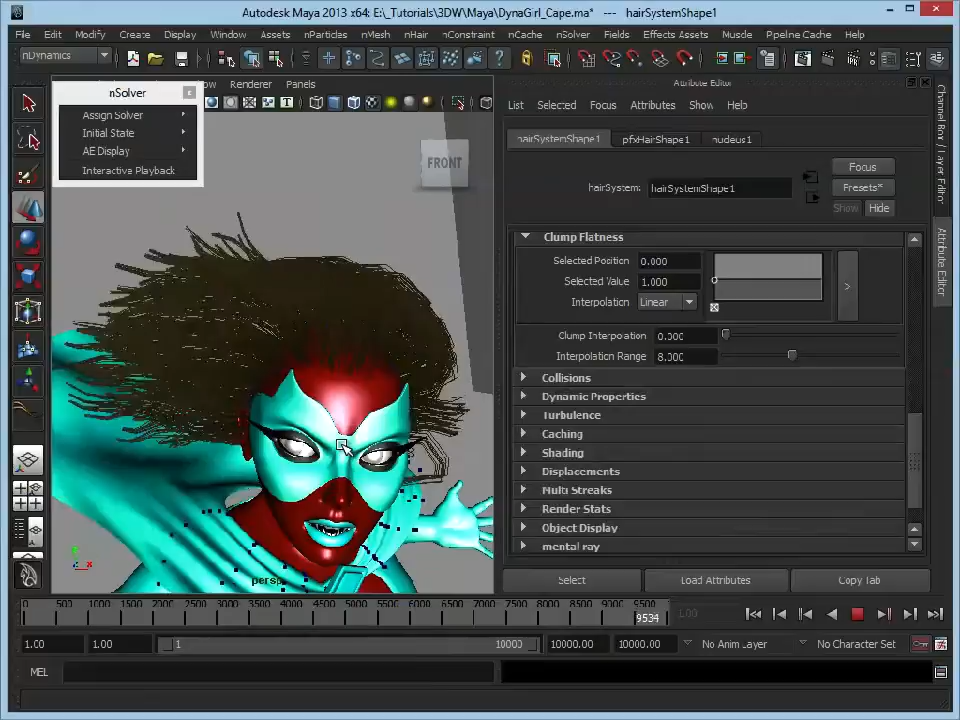 Autodesk Maya 2013 x64: E:\_Tutorials\3DW\Maya\DynaGirl_Cape.ma* --- hairSystemShape1
File Edit Modify Create Display Window Assets nParticles nMesh nHair nConstraint nCache nSolver Fields Effects Assets Muscle Pipeline Cache Help
nDynamics
Renderer Panels
nSolver
Assign Solver
Initial State
AE Display
Interactive Playback
FRONT
persp
Attribute Editor
List Selected Focus Attributes Show Help
hairSystemShape1 pfxHairShape1 nucleus1
hairSystem: hairSystemShape1
Focus
Presets*
Show Hide
Clump Flatness
Selected Position 0.000
Selected Value 1.000
Interpolation Linear
>
Clump Interpolation 0.000
Interpolation Range 8.000
Collisions
Dynamic Properties
Turbulence
Caching
Shading
Displacements
Multi Streaks
Render Stats
Object Display
mental ray
Select Load Attributes Copy Tab
Channel Box / Layer Editor
Attribute Editor
0 500 1000 1500 2000 2500 3000 3500 4000 4500 5000 5500 6000 6500 7000 7500 8000 8500 9000 9500
9534
1.00
1.00 1.00 1 10000 10000.00 10000.00 No Anim Layer No Character Set
MEL